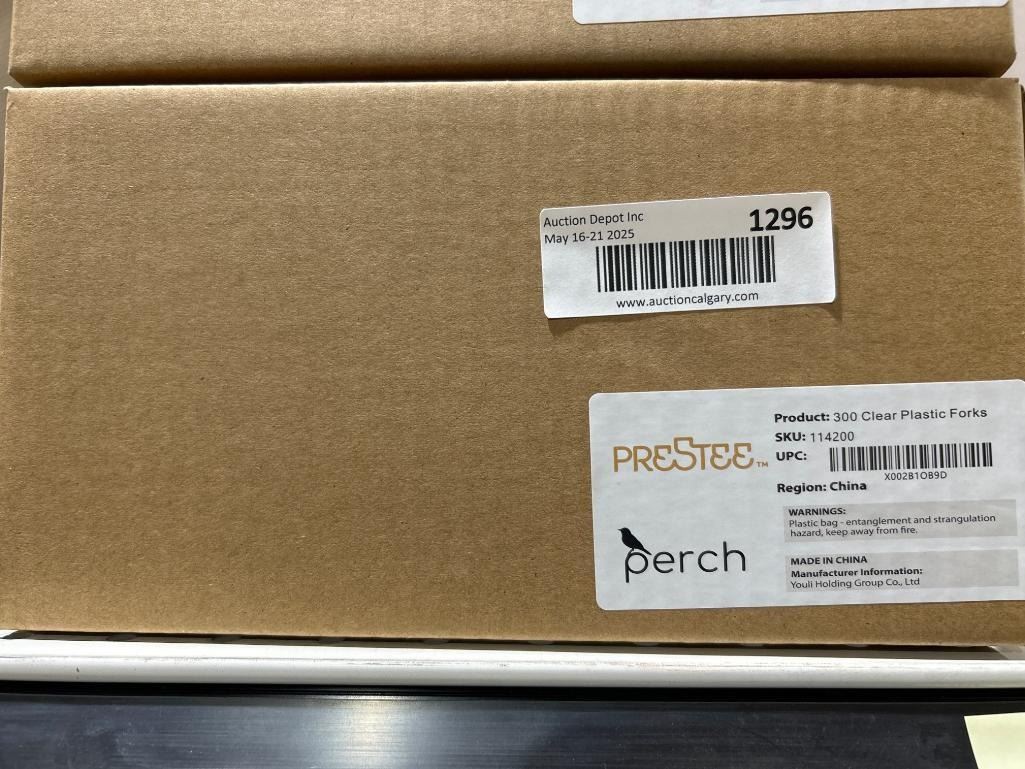 Auction Depot Inc
1296
May 16-21 2025
www.auctioncalgary.com
PRESTEE™
Product: 300 Clear Plastic Forks
SKU: 114200
UPC:
X002B1OB9D
Region: China
WARNINGS:
Plastic bag - entanglement and strangulation
hazard, keep away from fire.
perch
MADE IN CHINA
Manufacturer Information:
Youli Holding Group Co., Ltd